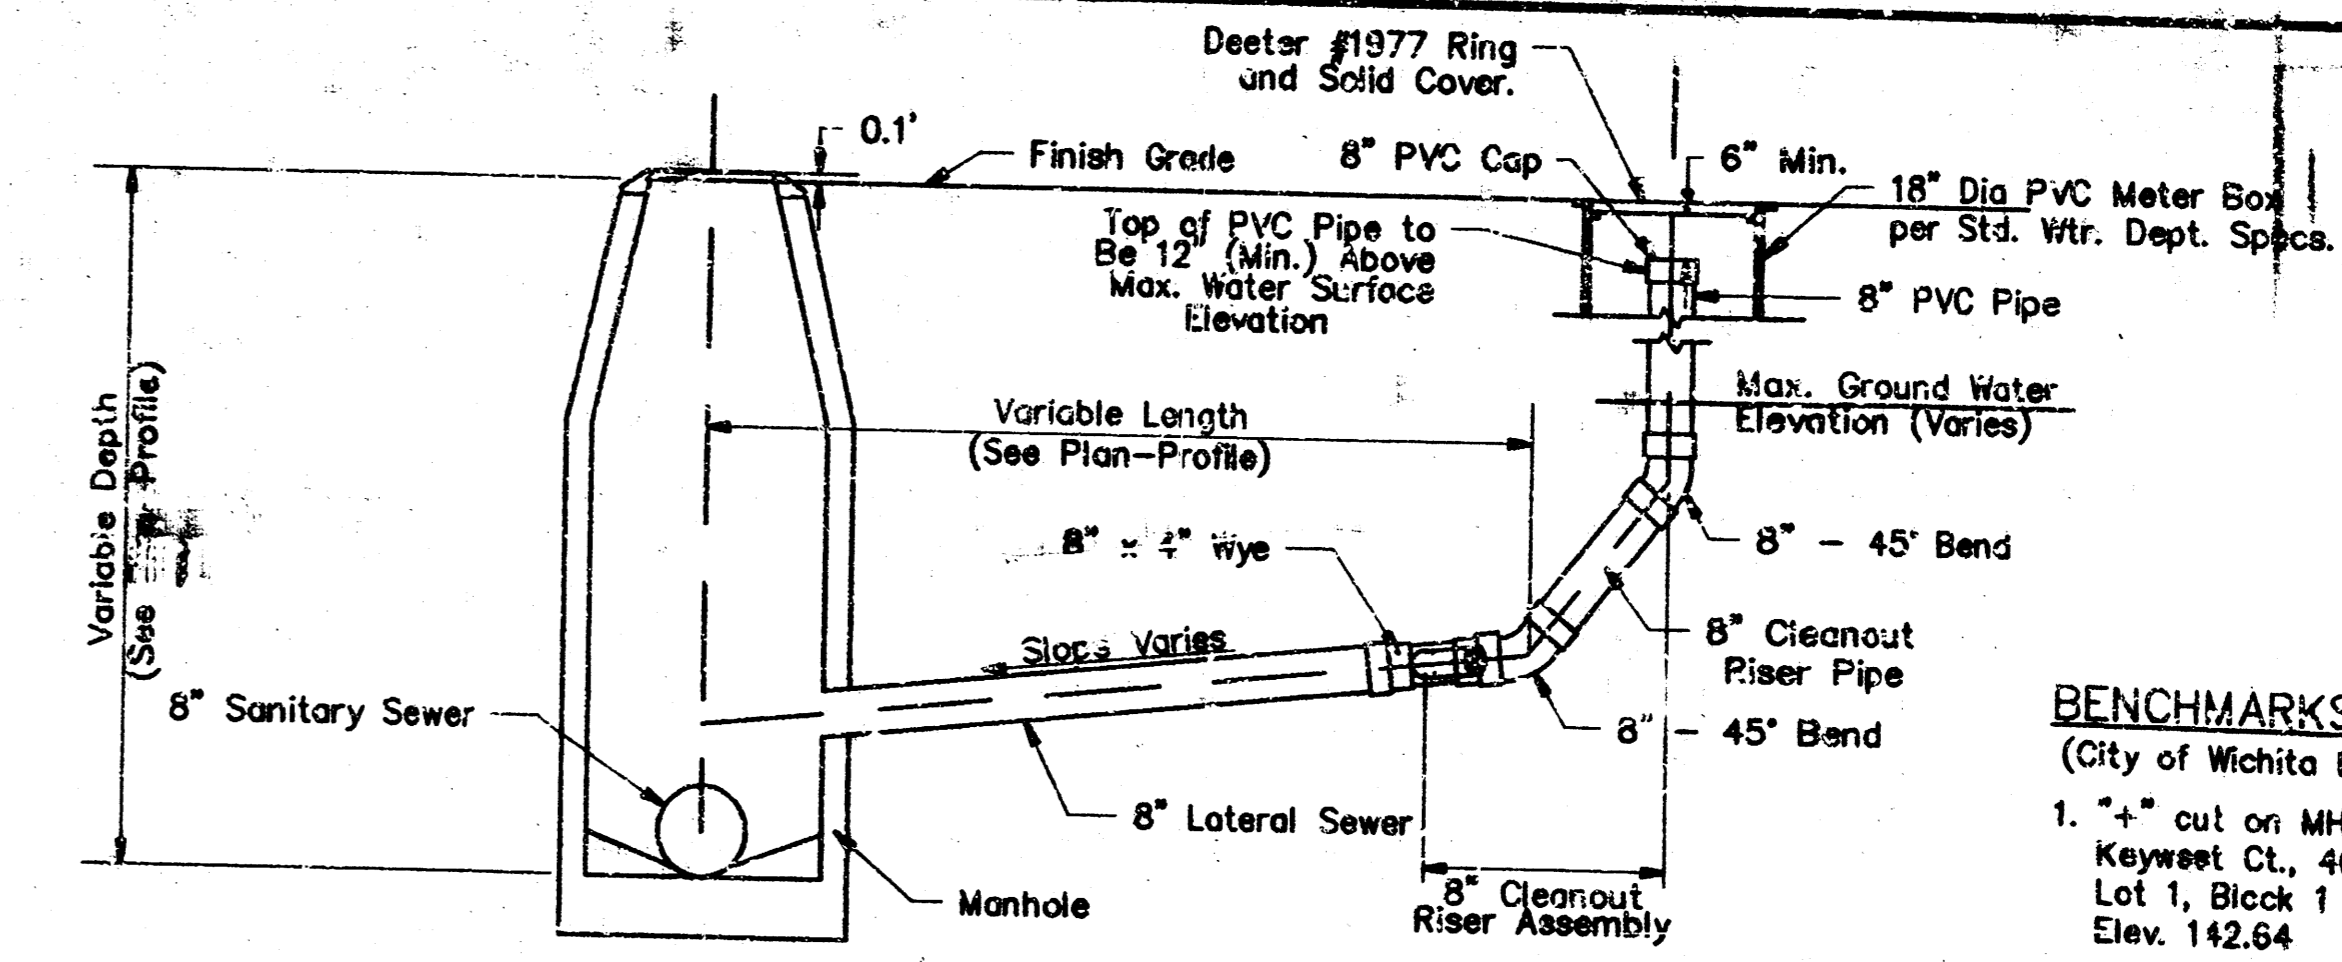 Deeter #1977 Ring
and Solid Cover.
0.1'
Finish Grade
8" PVC Cap
6" Min.
18" Dia PVC Meter Box
per Std. Wtr. Dept. Specs.
Top of PVC Pipe to
Be 12" (Min.) Above
Max. Water Surface
Elevation
8" PVC Pipe
Variable Depth
(See Profile)
Variable Length
(See Plan-Profile)
Max. Ground Water
Elevation (Varies)
8" x 4" Wye
8" - 45° Bend
Slope Varies
8" Cleanout
Riser Pipe
8" Sanitary Sewer
8" - 45° Bend
8" Lateral Sewer
Manhole
8" Cleanout
Riser Assembly
BENCHMARKS
(City of Wichita
1. "+" cut on MH
Keywest Ct.,
Lot 1, Block 1
Elev. 142.64